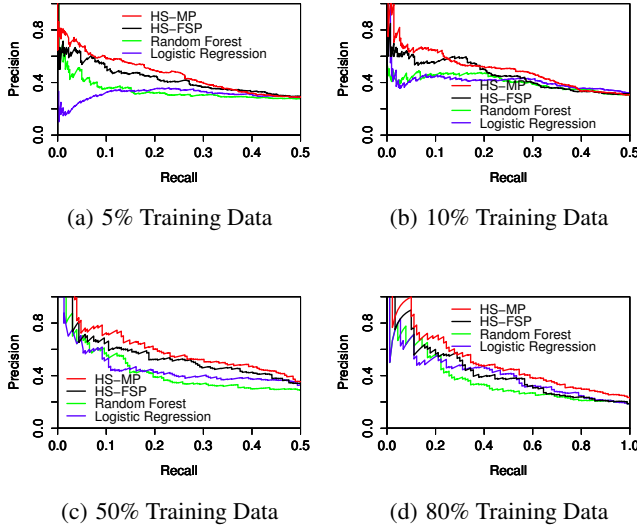 Precision
0.0 0.4 0.8
HS-MP
HS-FSP
Random Forest
Logistic Regression
0.0 0.1 0.2 0.3 0.4 0.5
Recall
(a) 5% Training Data
Precision
0.0 0.4 0.8
HS-MP
HS-FSP
Random Forest
Logistic Regression
0.0 0.1 0.2 0.3 0.4 0.5
Recall
(b) 10% Training Data
Precision
0.0 0.4 0.8
HS-MP
HS-FSP
Random Forest
Logistic Regression
0.0 0.1 0.2 0.3 0.4 0.5
Recall
(c) 50% Training Data
Precision
0.0 0.4 0.8
HS-MP
HS-FSP
Random Forest
Logistic Regression
0.0 0.2 0.4 0.6 0.8 1.0
Recall
(d) 80% Training Data